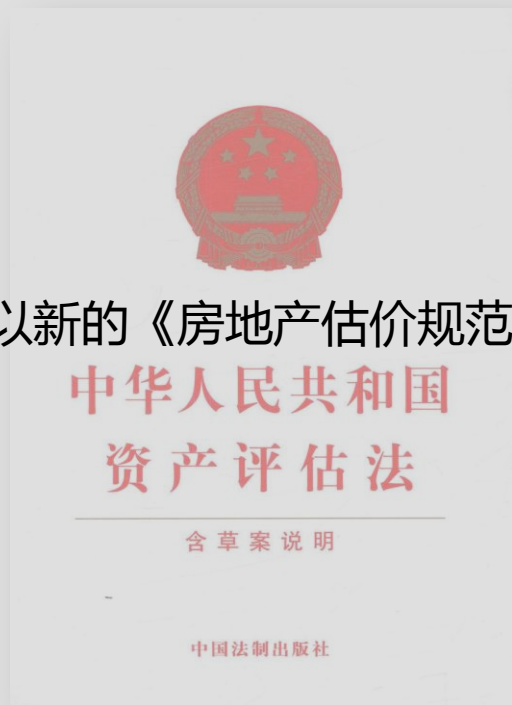 以新的《房地产估价规范
中华人民共和国
资产评估法
含草案说明
中国法制出版社